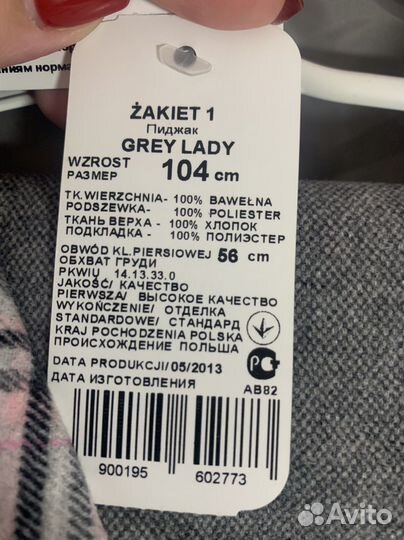 ниям норма
ŻAKIET 1
Пиджак
GREY LADY
WZROST 104 cm
РАЗМЕР
TK.WIERZCHNIA- 100% BAWEŁNA
PODSZEWKA- 100% POLIESTER
ТКАНЬ ВЕРХА - 100% ХЛОПОК
ПОДКЛАДКА - 100% ПОЛИЭСТЕР
OBWÓD KL.PIERSIOWEJ 56 cm
ОБХВАТ ГРУДИ
PKWIU 14.13.33.0
JAKOŚĆ/ КАЧЕСТВО
PIERWSZA/ ВЫСОКОЕ КАЧЕСТВО
WYKOŃCZENIE/ ОТДЕЛКА
STANDARDOWE/ СТАНДАРД
KRAJ POCHODZENIA POLSKA
ПРОИСХОЖДЕНИЕ ПОЛЬША
DATA PRODUKCJI/05/2013
ДАТА ИЗГОТОВЛЕНИЯ
AB82
900195 602773
Avito